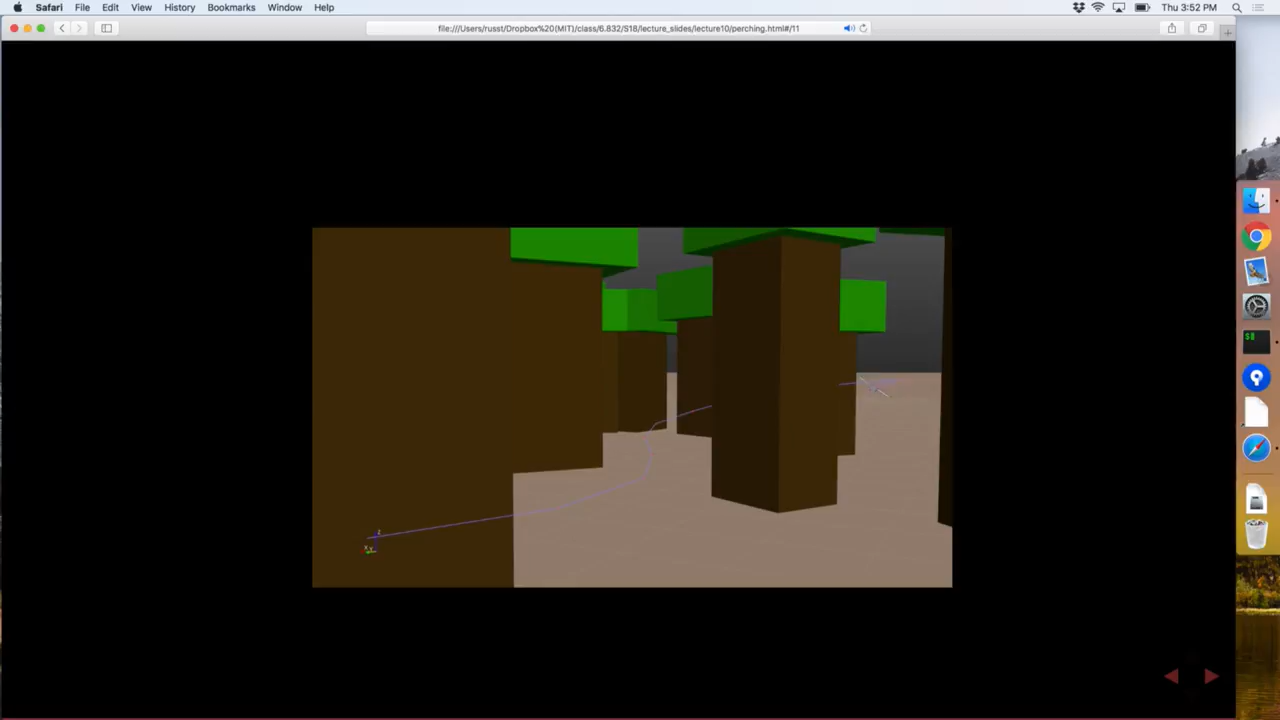 Safari File Edit View History Bookmarks Window Help Thu 3:52 PM
file:///Users/russt/Dropbox%20(MIT)/class/6.832/S18/lecture_slides/lecture10/perching.html#/11
z